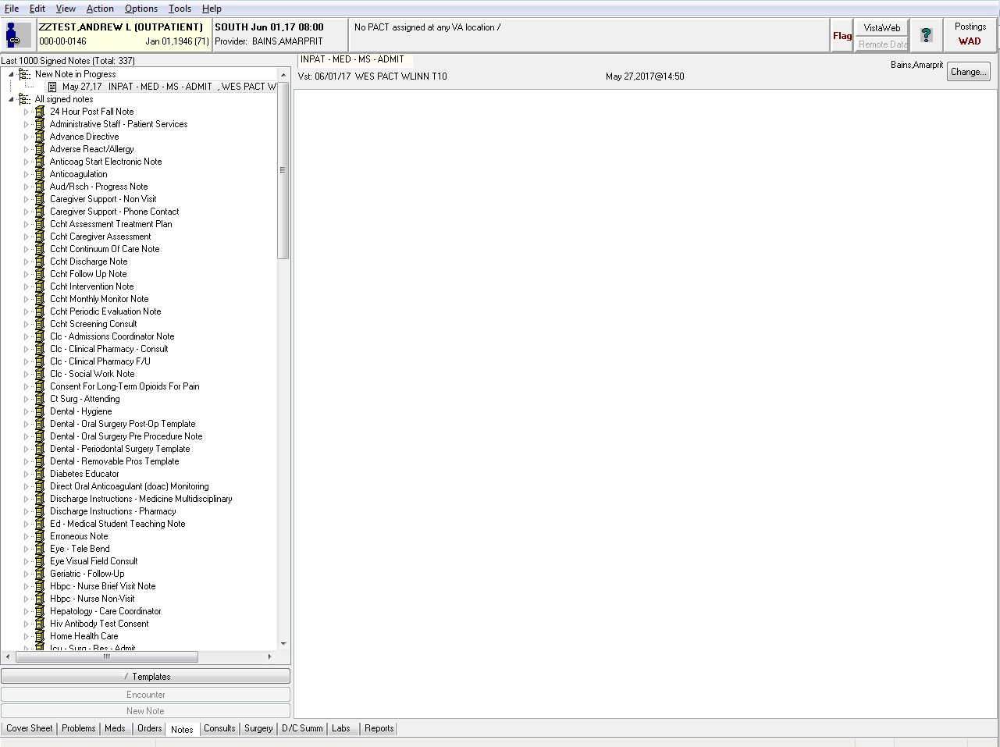 File Edit View Action Options Tools Help
ZZTEST,ANDREW L (OUTPATIENT)
000-00-0146 Jan 01,1946 (71)
SOUTH Jun 01,17 08:00
Provider: BAINS,AMARPRIT
No PACT assigned at any VA location /
Flag
VistaWeb
Remote Data
?
Postings
WAD
Last 1000 Signed Notes (Total: 337)
New Note in Progress
May 27,17 INPAT - MED - MS - ADMIT , WES PACT W
All signed notes
24 Hour Post Fall Note
Administrative Staff - Patient Services
Advance Directive
Adverse React/Allergy
Anticoag Start Electronic Note
Anticoagulation
Aud/Rsch - Progress Note
Caregiver Support - Non Visit
Caregiver Support - Phone Contact
Ccht Assessment Treatment Plan
Ccht Caregiver Assessment
Ccht Continuum Of Care Note
Ccht Discharge Note
Ccht Follow Up Note
Ccht Intervention Note
Ccht Monthly Monitor Note
Ccht Periodic Evaluation Note
Ccht Screening Consult
Clc - Admissions Coordinator Note
Clc - Clinical Pharmacy - Consult
Clc - Clinical Pharmacy F/U
Clc - Social Work Note
Consent For Long-Term Opioids For Pain
Ct Surg - Attending
Dental - Hygiene
Dental - Oral Surgery Post-Op Template
Dental - Oral Surgery Pre Procedure Note
Dental - Periodontal Surgery Template
Dental - Removable Pros Template
Diabetes Educator
Direct Oral Anticoagulant (doac) Monitoring
Discharge Instructions - Medicine Multidisciplinary
Discharge Instructions - Pharmacy
Ed - Medical Student Teaching Note
Erroneous Note
Eye - Tele Bend
Eye Visual Field Consult
Geriatric - Follow-Up
Hbpc - Nurse Brief Visit Note
Hbpc - Nurse Non-Visit
Hepatology - Care Coordinator
Hiv Antibody Test Consent
Home Health Care
Icu - Surg - Res - Admit
Templates
Encounter
New Note
INPAT - MED - MS - ADMIT
Vst: 06/01/17 WES PACT WLINN T10 May 27,2017@14:50
Bains,Amarprit
Change...
Cover Sheet Problems Meds Orders Notes Consults Surgery D/C Summ Labs Reports